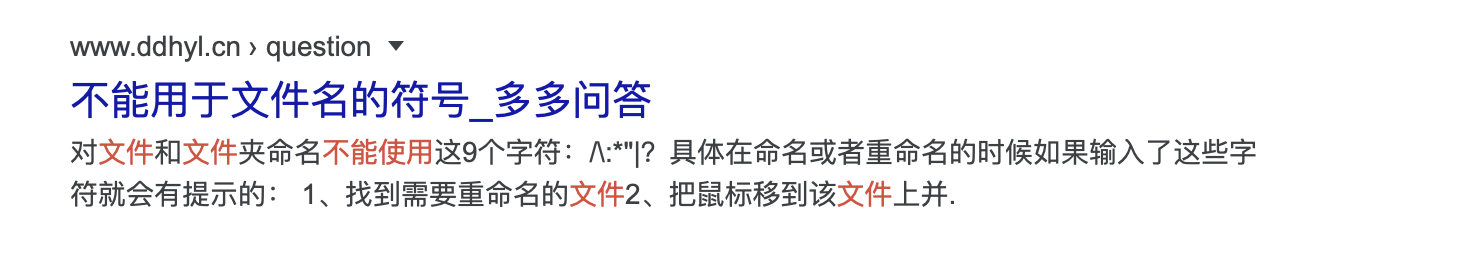 www.ddhyl.cn › question
不能用于文件名的符号_多多问答
对文件和文件夹命名不能使用这9个字符：/\:*"|? 具体在命名或者重命名的时候如果输入了这些字
符就会有提示的： 1、找到需要重命名的文件2、把鼠标移到该文件上并.